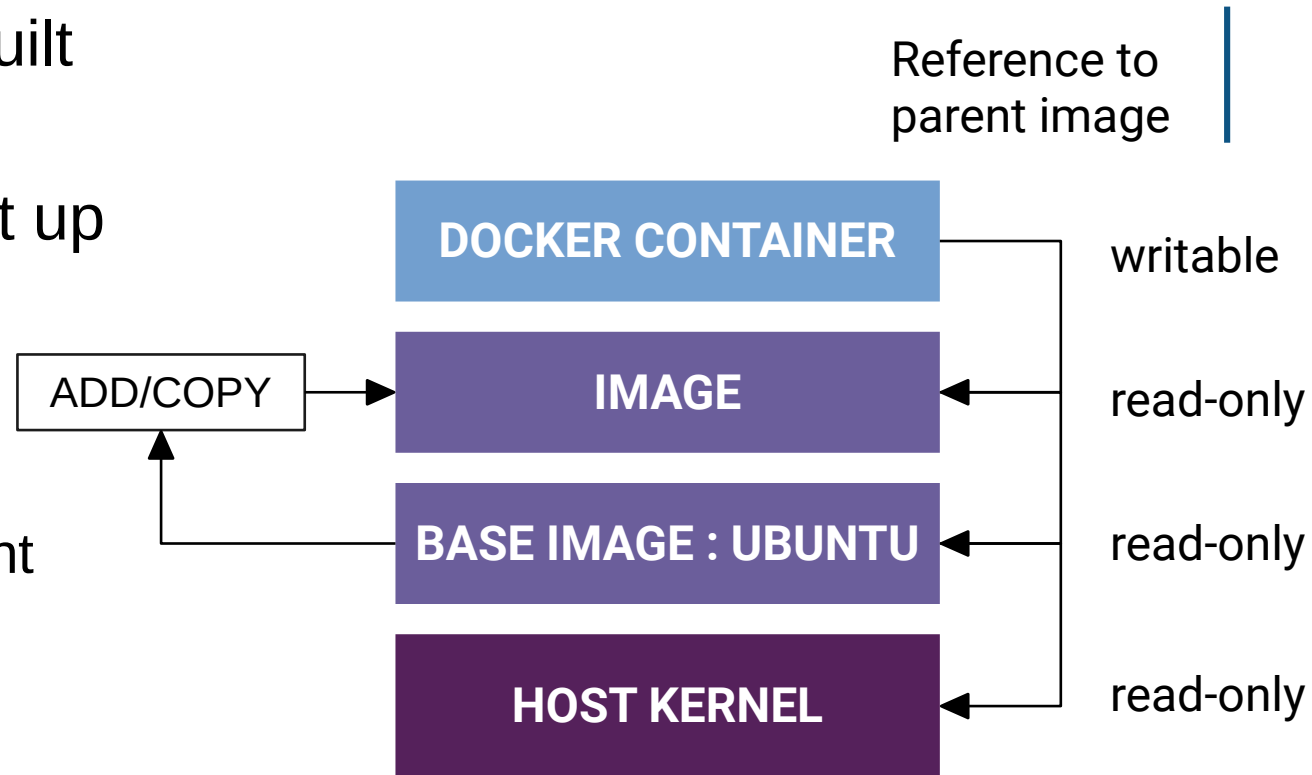 uilt
Reference to
parent image
t up
DOCKER CONTAINER
writable
ADD/COPY
IMAGE
read-only
nt
BASE IMAGE : UBUNTU
read-only
HOST KERNEL
read-only